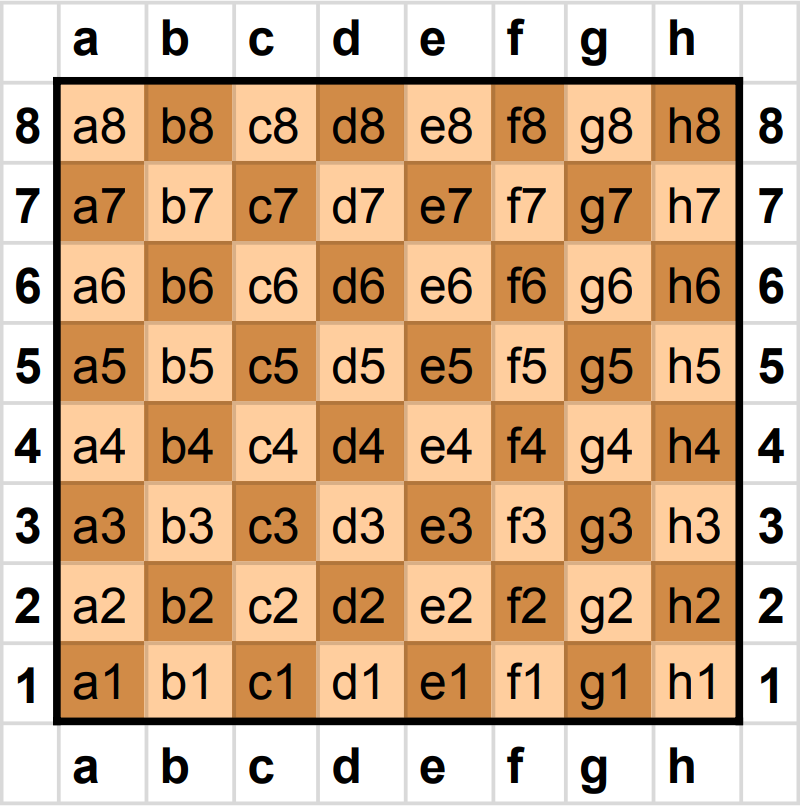 a b c d e f g h
8 a8 b8 c8 d8 e8 f8 g8 h8 8
7 a7 b7 c7 d7 e7 f7 g7 h7 7
6 a6 b6 c6 d6 e6 f6 g6 h6 6
5 a5 b5 c5 d5 e5 f5 g5 h5 5
4 a4 b4 c4 d4 e4 f4 g4 h4 4
3 a3 b3 c3 d3 e3 f3 g3 h3 3
2 a2 b2 c2 d2 e2 f2 g2 h2 2
1 a1 b1 c1 d1 e1 f1 g1 h1 1
a b c d e f g h